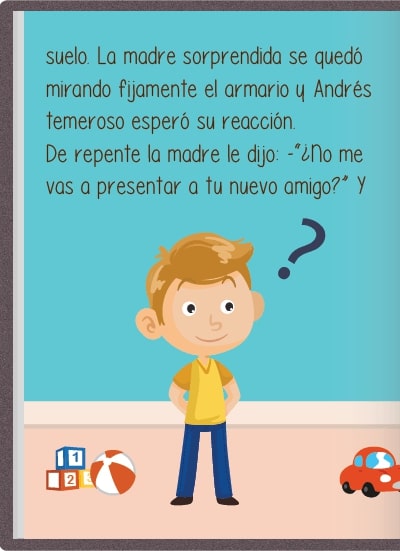 suelo. La madre sorprendida se quedó
mirando fijamente el armario y Andrés
temeroso esperó su reacción.
De repente la madre le dijo: -"¿No me
vas a presentar a tu nuevo amigo?" Y
?
1
2 3